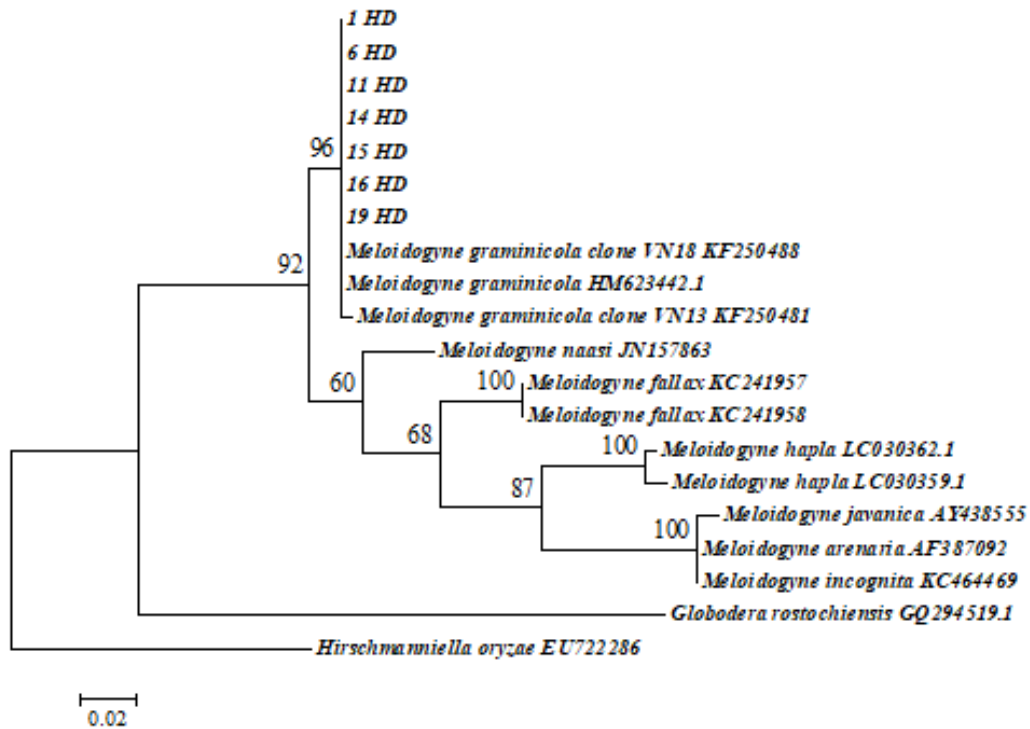 1 HD
6 HD
11 HD
14 HD
96
15 HD
16 HD
19 HD
Meloidogyne graminicola clone VN18 KF250488
92
Meloidogyne graminicola HM623442.1
Meloidogyne graminicola clone VN13 KF250481
Meloidogyne naasi JN157863
60
100
Meloidogyne fallax KC241957
Meloidogyne fallax KC241958
68
100
Meloidogyne hapla LC030362.1
Meloidogyne hapla LC030359.1
87
Meloidogyne javanica AY438555
100
Meloidogyne arenaria AF387092
Meloidogyne incognita KC464469
Globodera rostochiensis GQ294519.1
Hirschmanniella oryzae EU722286
0.02